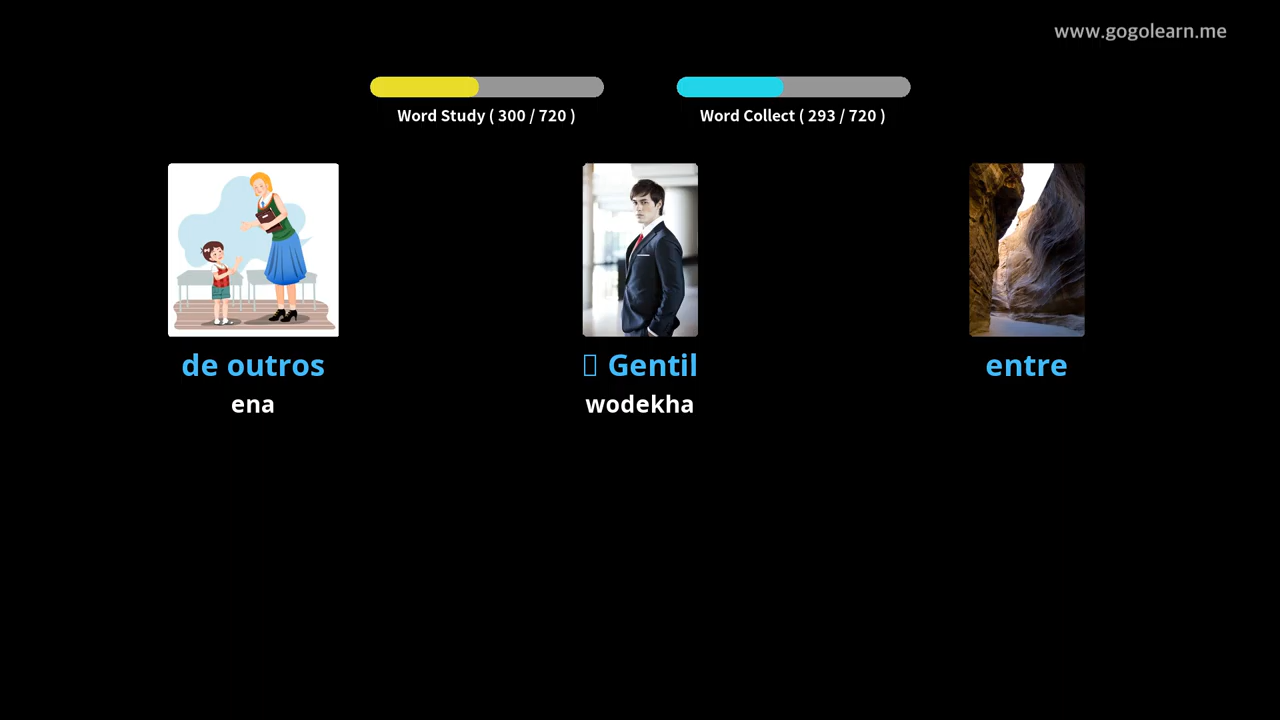 www.gogolearn.me
Word Study ( 300 / 720 )
Word Collect ( 293 / 720 )
de outros
ena
Gentil
wodekha
entre